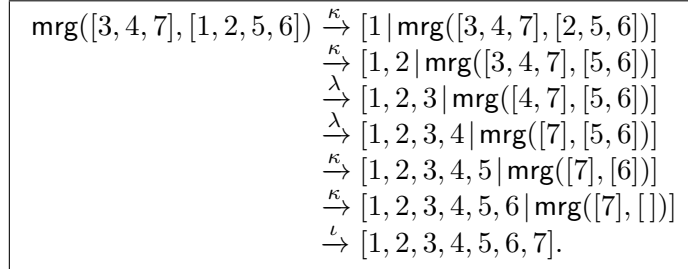 mrg([3, 4, 7], [1, 2, 5, 6]) κ→ [1 | mrg([3, 4, 7], [2, 5, 6])]
κ→ [1, 2 | mrg([3, 4, 7], [5, 6])]
λ→ [1, 2, 3 | mrg([4, 7], [5, 6])]
λ→ [1, 2, 3, 4 | mrg([7], [5, 6])]
κ→ [1, 2, 3, 4, 5 | mrg([7], [6])]
κ→ [1, 2, 3, 4, 5, 6 | mrg([7], [ ])]
ι→ [1, 2, 3, 4, 5, 6, 7].